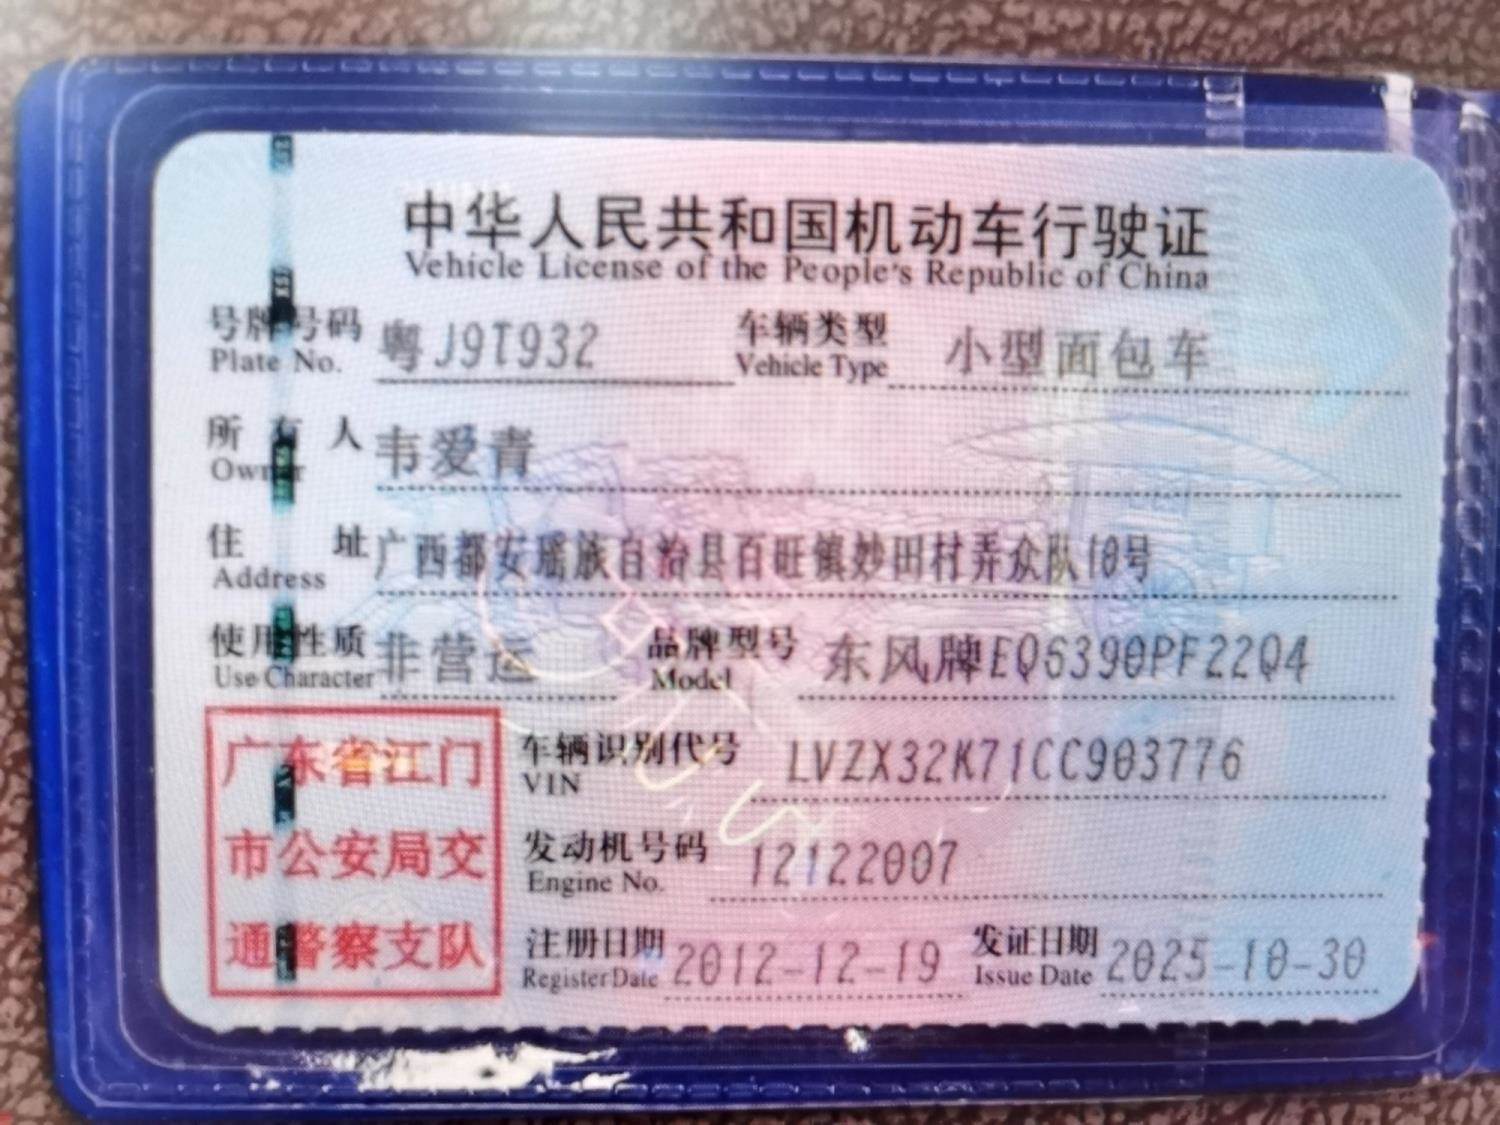 中华人民共和国机动车行驶证
Vehicle License of the People's Republic of China
号牌号码 粤J9T932 车辆类型 小型面包车
Plate No. Vehicle Type
所有人 韦爱青
Owner
住址 广西都安瑶族自治县百旺镇妙田村弄众队10号
Address
使用性质 非营运 品牌型号 东风牌EQ6390PF22Q4
Use Character Model
广东省江门
市公安局交
通警察支队
车辆识别代号 LVZX32K71CC903776
VIN
发动机号码 12122007
Engine No.
注册日期 2012-12-19 发证日期 2025-10-30
Register Date Issue Date